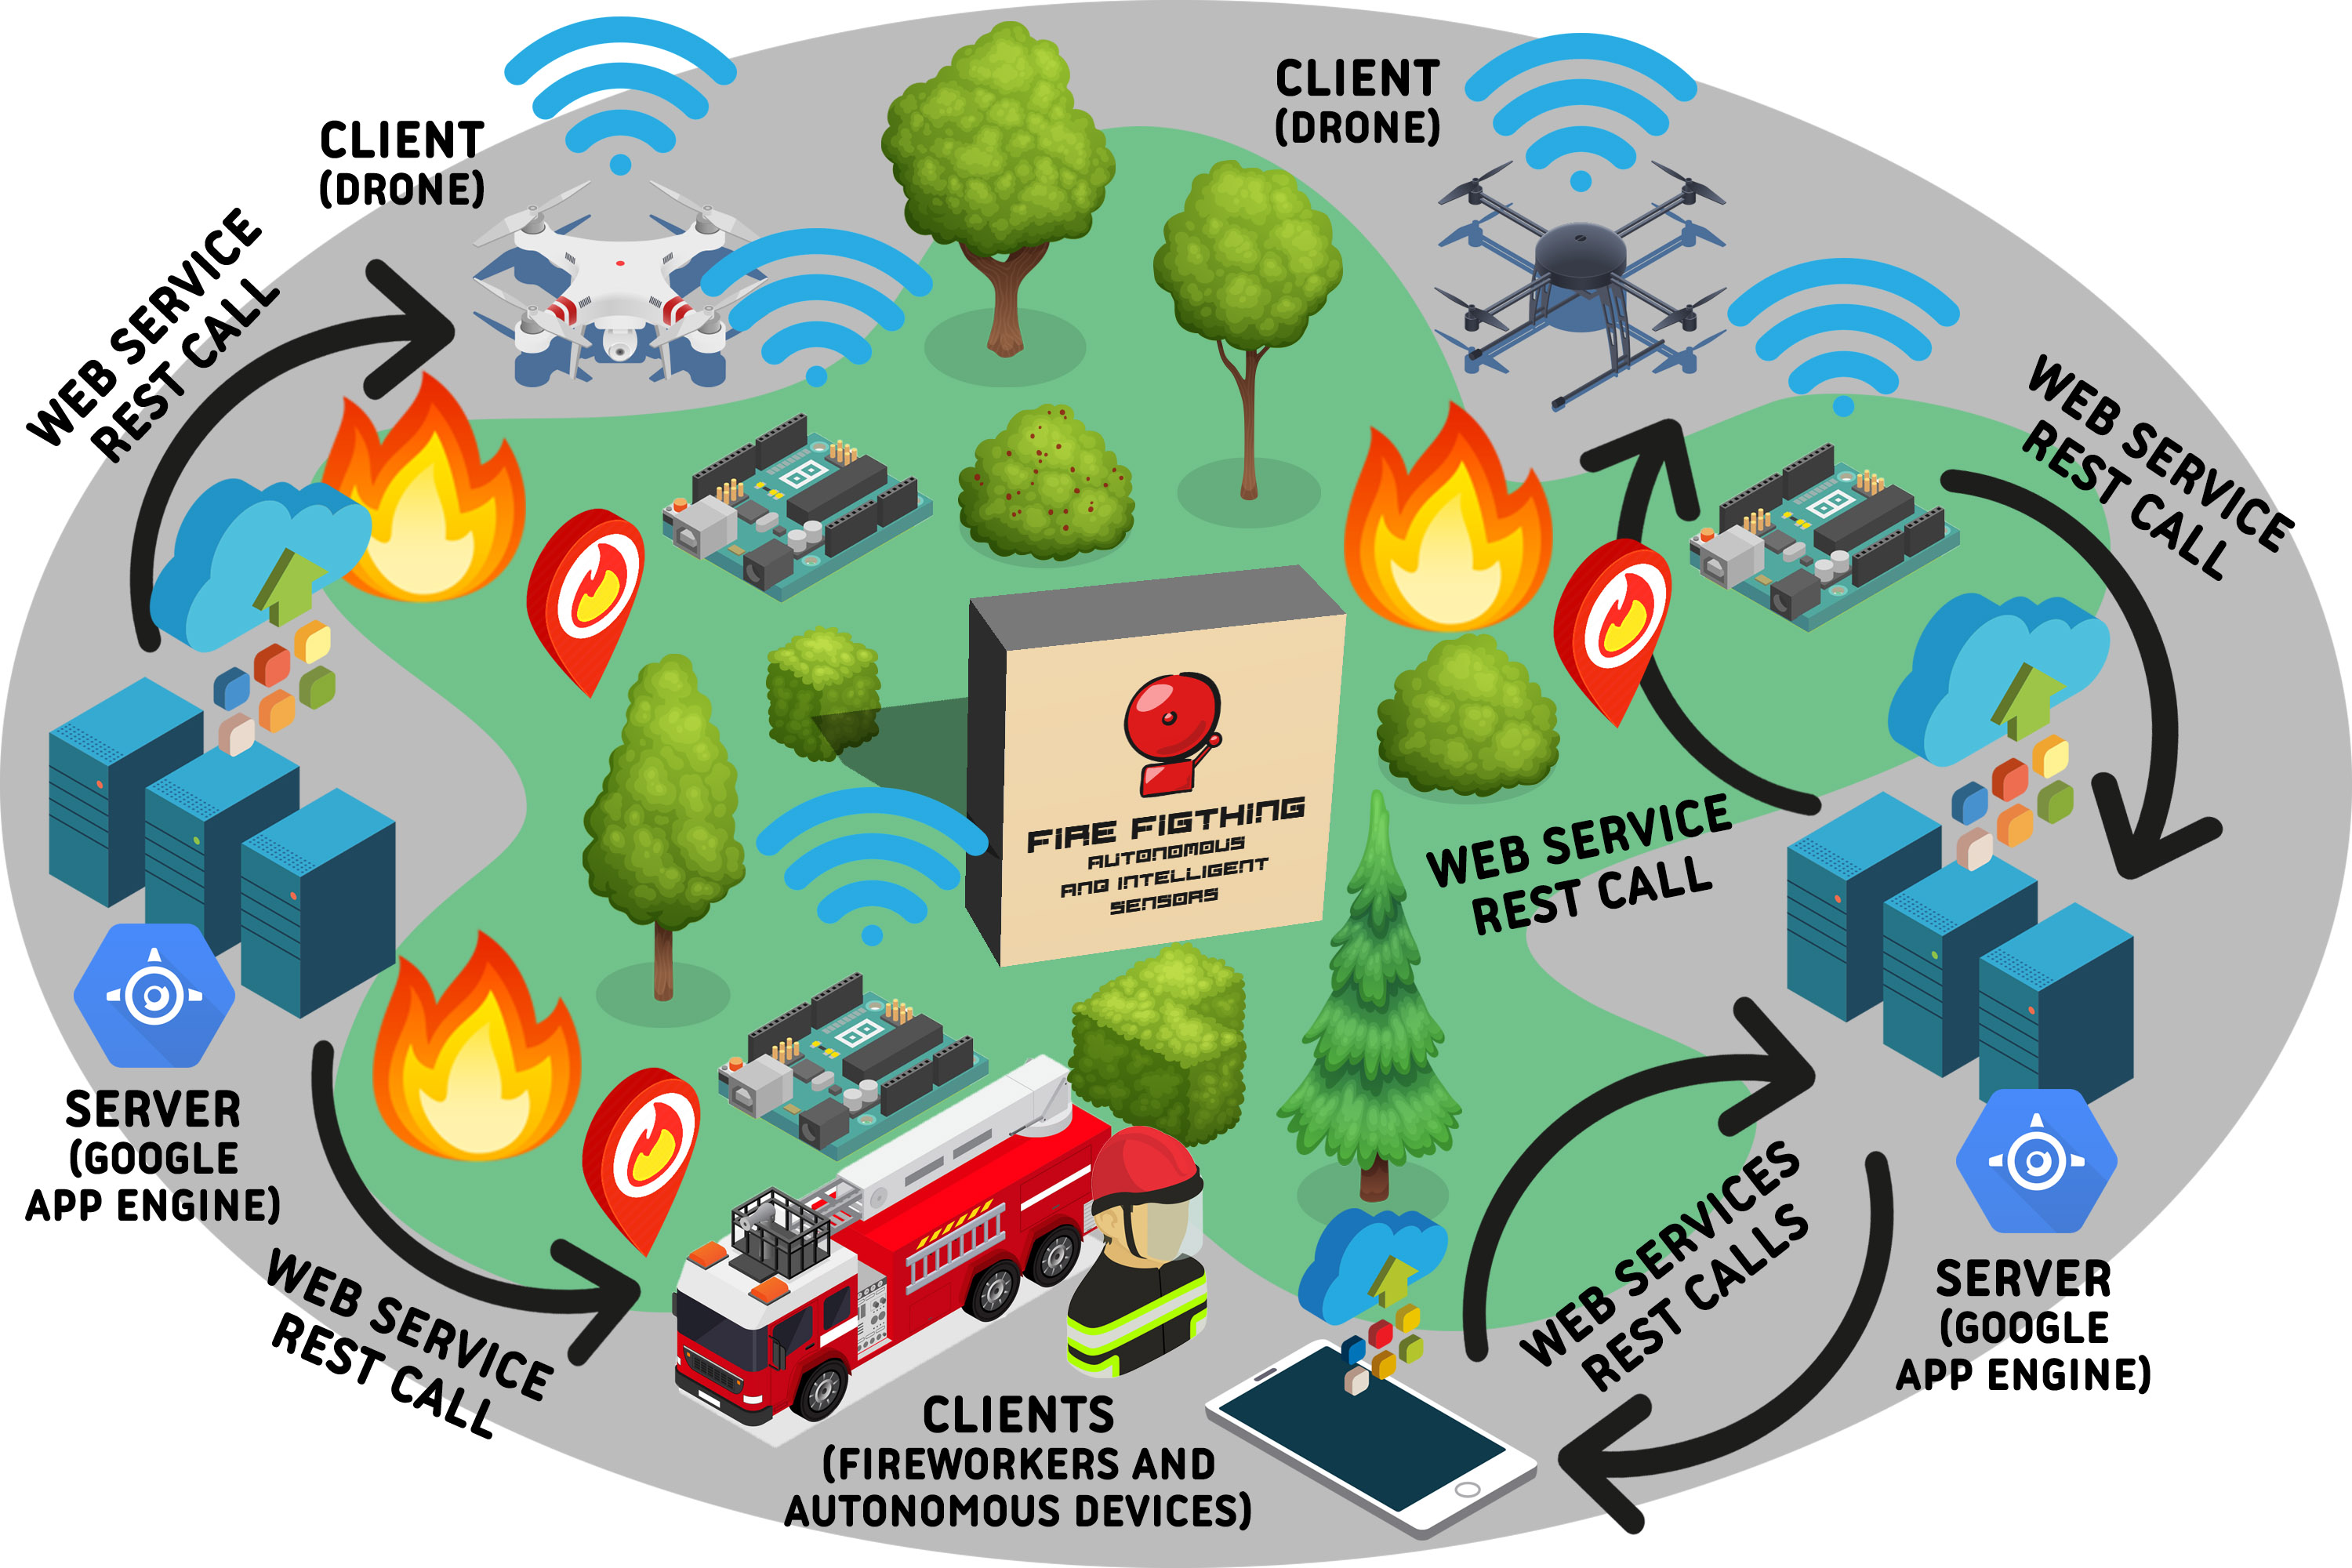 CLIENT
(DRONE)
CLIENT
(DRONE)
WEB SERVICE
REST CALL
WEB SERVICE
REST CALL
FIRE FIGTHING
AUTONOMOUS
AND INTELLIGENT
SENSORS
WEB SERVICE
REST CALL
SERVER
(GOOGLE
APP ENGINE)
WEB SERVICE
REST CALL
WEB SERVICES
REST CALLS
SERVER
(GOOGLE
APP ENGINE)
CLIENTS
(FIREWORKERS AND
AUTONOMOUS DEVICES)